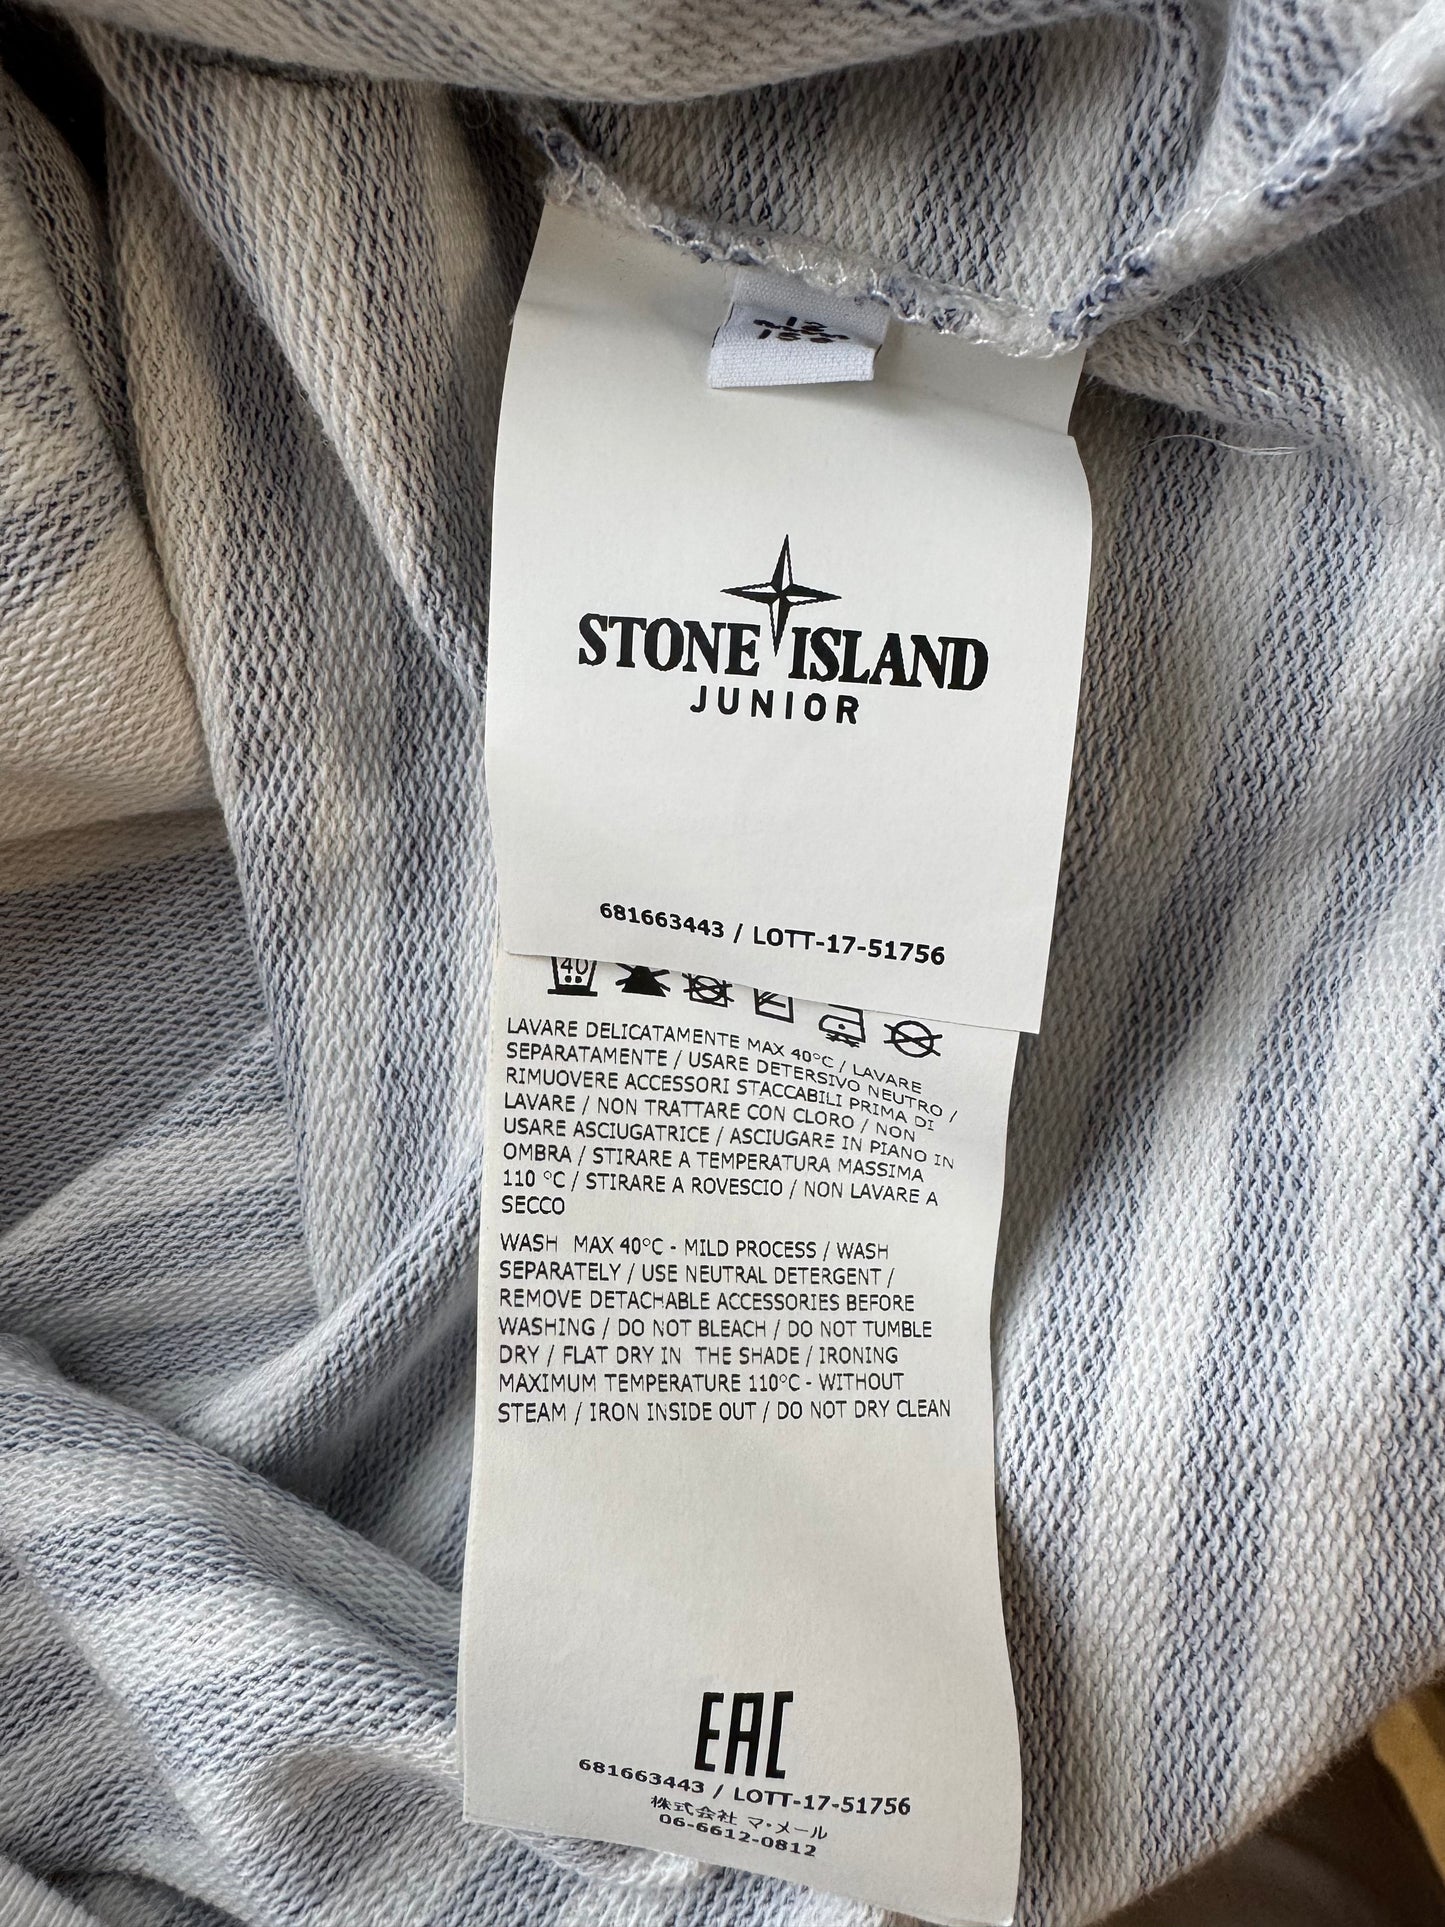 12
STONE ISLAND
JUNIOR
681663443 / LOTT-17-51756
40
LAVARE DELICATAMENTE MAX 40°C / LAVARE
SEPARATAMENTE / USARE DETERSIVO NEUTRO /
RIMUOVERE ACCESSORI STACCABILI PRIMA DI
LAVARE / NON TRATTARE CON CLORO / NON
USARE ASCIUGATRICE / ASCIUGARE IN PIANO IN
OMBRA / STIRARE A TEMPERATURA MASSIMA
110 °C / STIRARE A ROVESCIO / NON LAVARE A
SECCO
WASH MAX 40°C - MILD PROCESS / WASH
SEPARATELY / USE NEUTRAL DETERGENT /
REMOVE DETACHABLE ACCESSORIES BEFORE
WASHING / DO NOT BLEACH / DO NOT TUMBLE
DRY / FLAT DRY IN THE SHADE / IRONING
MAXIMUM TEMPERATURE 110°C - WITHOUT
STEAM / IRON INSIDE OUT / DO NOT DRY CLEAN
EAC
681663443 / LOTT-17-51756
株式会社 マ・メール
06-6612-0812